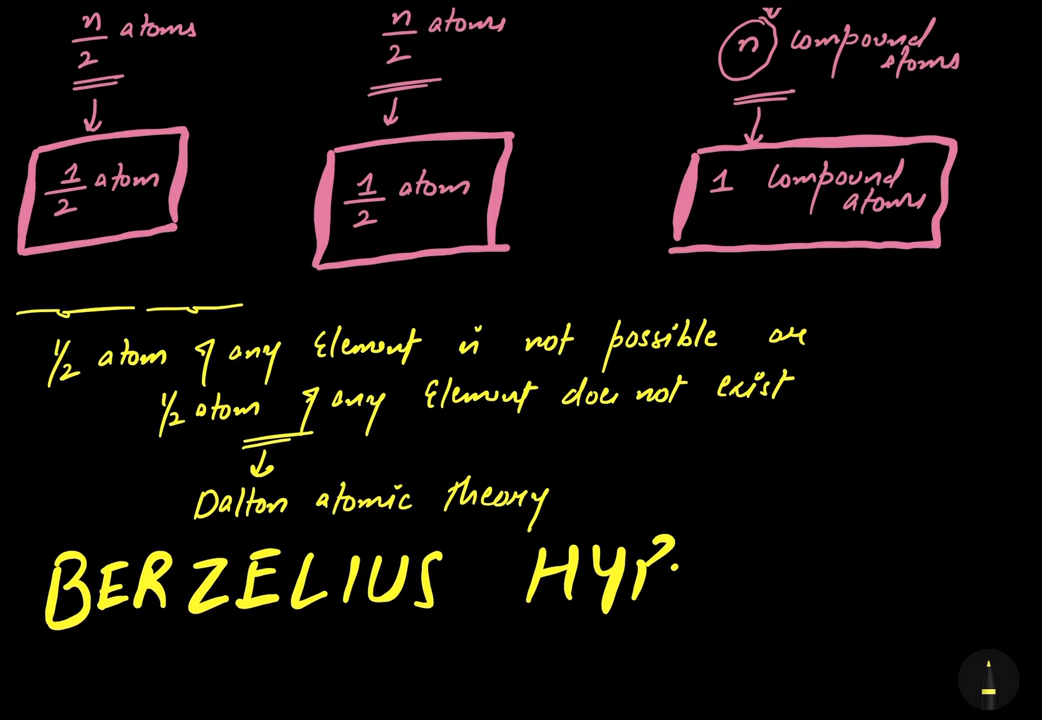 n/2 atoms n/2 atoms n compound atoms
1/2 atom 1/2 atom 1 compound atoms
1/2 atom of any Element is not possible are
1/2 atom of any Element does not exist
Dalton atomic theory
BERZELIUS HYP.